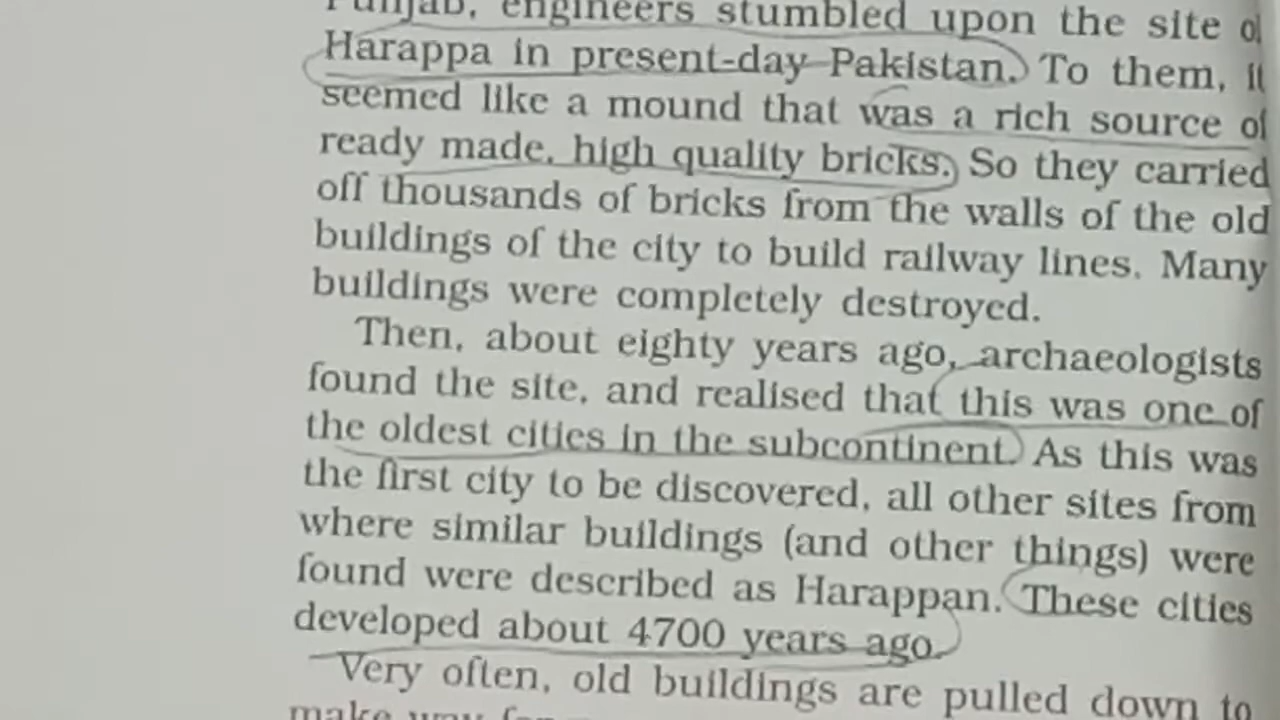 Punjab, engineers stumbled upon the site of
Harappa in present-day Pakistan. To them, it
seemed like a mound that was a rich source of
ready made, high quality bricks. So they carried
off thousands of bricks from the walls of the old
buildings of the city to build railway lines. Many
buildings were completely destroyed.
Then, about eighty years ago, archaeologists
found the site, and realised that this was one of
the oldest cities in the subcontinent. As this was
the first city to be discovered, all other sites from
where similar buildings (and other things) were
found were described as Harappan. These cities
developed about 4700 years ago.
Very often, old buildings are pulled down to
make way for